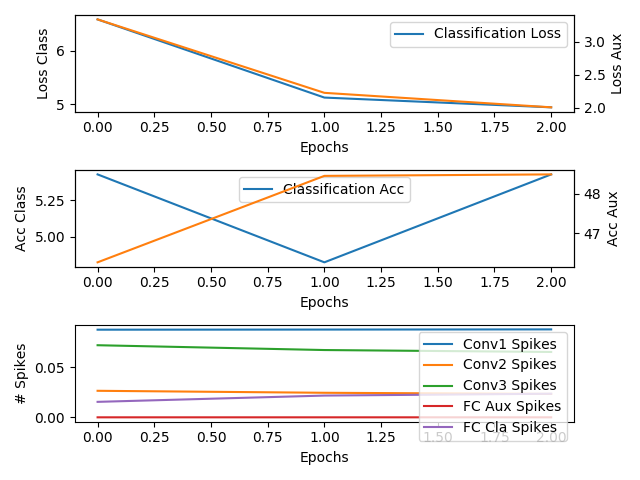 Classification Loss
6
5
Loss Class
3.0
2.5
2.0
Loss Aux
0.00 0.25 0.50 0.75 1.00 1.25 1.50 1.75 2.00
Epochs
Classification Acc
5.25
5.00
Acc Class
48
47
Acc Aux
0.00 0.25 0.50 0.75 1.00 1.25 1.50 1.75 2.00
Epochs
0.05
0.00
# Spikes
Conv1 Spikes
Conv2 Spikes
Conv3 Spikes
FC Aux Spikes
FC Cla Spikes
0.00 0.25 0.50 0.75 1.00 1.25 1.50 1.75 2.00
Epochs